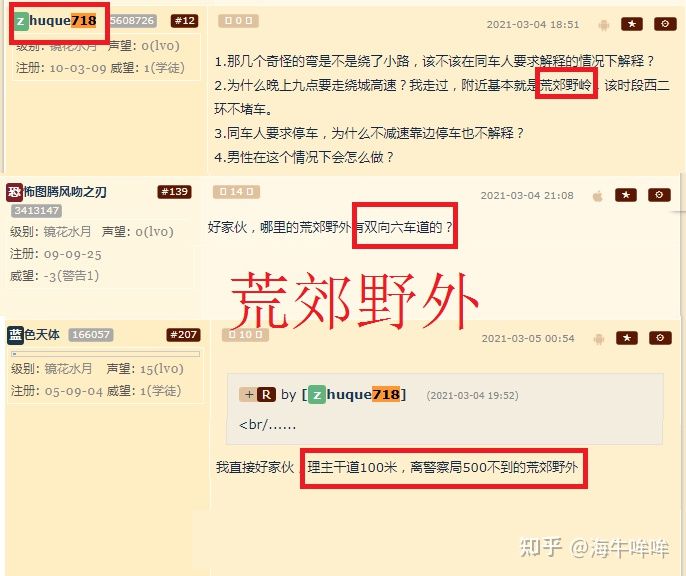 zhuque718 5608726 #12
级别: 镜花水月 声望: 0(lv0)
注册: 10-03-09 威望: 1(学徒)
0
2021-03-04 18:51
1.那几个奇怪的弯是不是绕了小路，该不该在同车人要求解释的情况下解释？
2.为什么晚上九点要走绕城高速？我走过，附近基本就是荒郊野岭，该时段西二
环不堵车。
3.同车人要求停车，为什么不减速靠边停车也不解释？
4.男性在这个情况下会怎么做？
恐怖图腾风吻之刃 #139
3413147
级别: 镜花水月 声望: 0(lv0)
注册: 09-09-25
威望: -3(警告1)
14
2021-03-04 21:08
好家伙，哪里的荒郊野外有双向六车道的？
荒郊野外
蓝色天体 166057 #207
级别: 镜花水月 声望: 15(lv0)
注册: 05-09-04 威望: 1(学徒)
10
2021-03-05 00:54
+ R by [zhuque718] (2021-03-04 19:52)
<br/......
我直接好家伙，理主干道100米，离警察局500不到的荒郊野外
知乎 @海牛哞哞